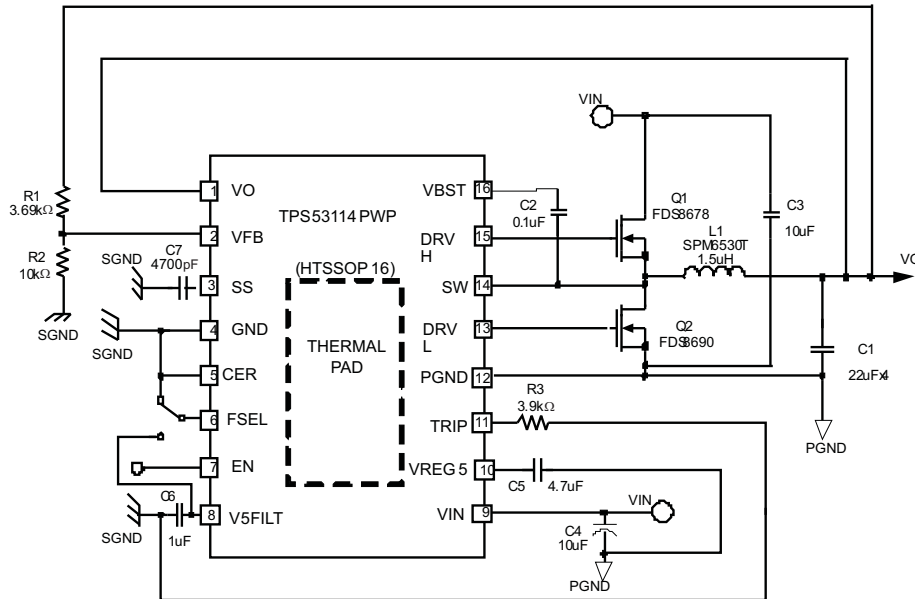 VIN
R1
3.69kΩ
1
VO
VBST
16
TPS53114 PWP
C2
0.1uF
Q1
FDS8678
C3
10uF
2
VFB
DRV
H
15
L1
SPM6530T
1.5uH
R2
10kΩ
C7
4700pF
SGND
3
SS
(HTSSOP 16)
SW
14
VO
SGND
4
GND
DRV
L
13
Q2
FDS8690
SGND
THERMAL
PAD
C1
22uFx4
5
CER
PGND
12
R3
3.9kΩ
6
FSEL
TRIP
11
PGND
7
EN
VREG 5
10
C5
4.7uF
VIN
C6
1uF
SGND
8
V5FILT
VIN
9
C4
10uF
PGND